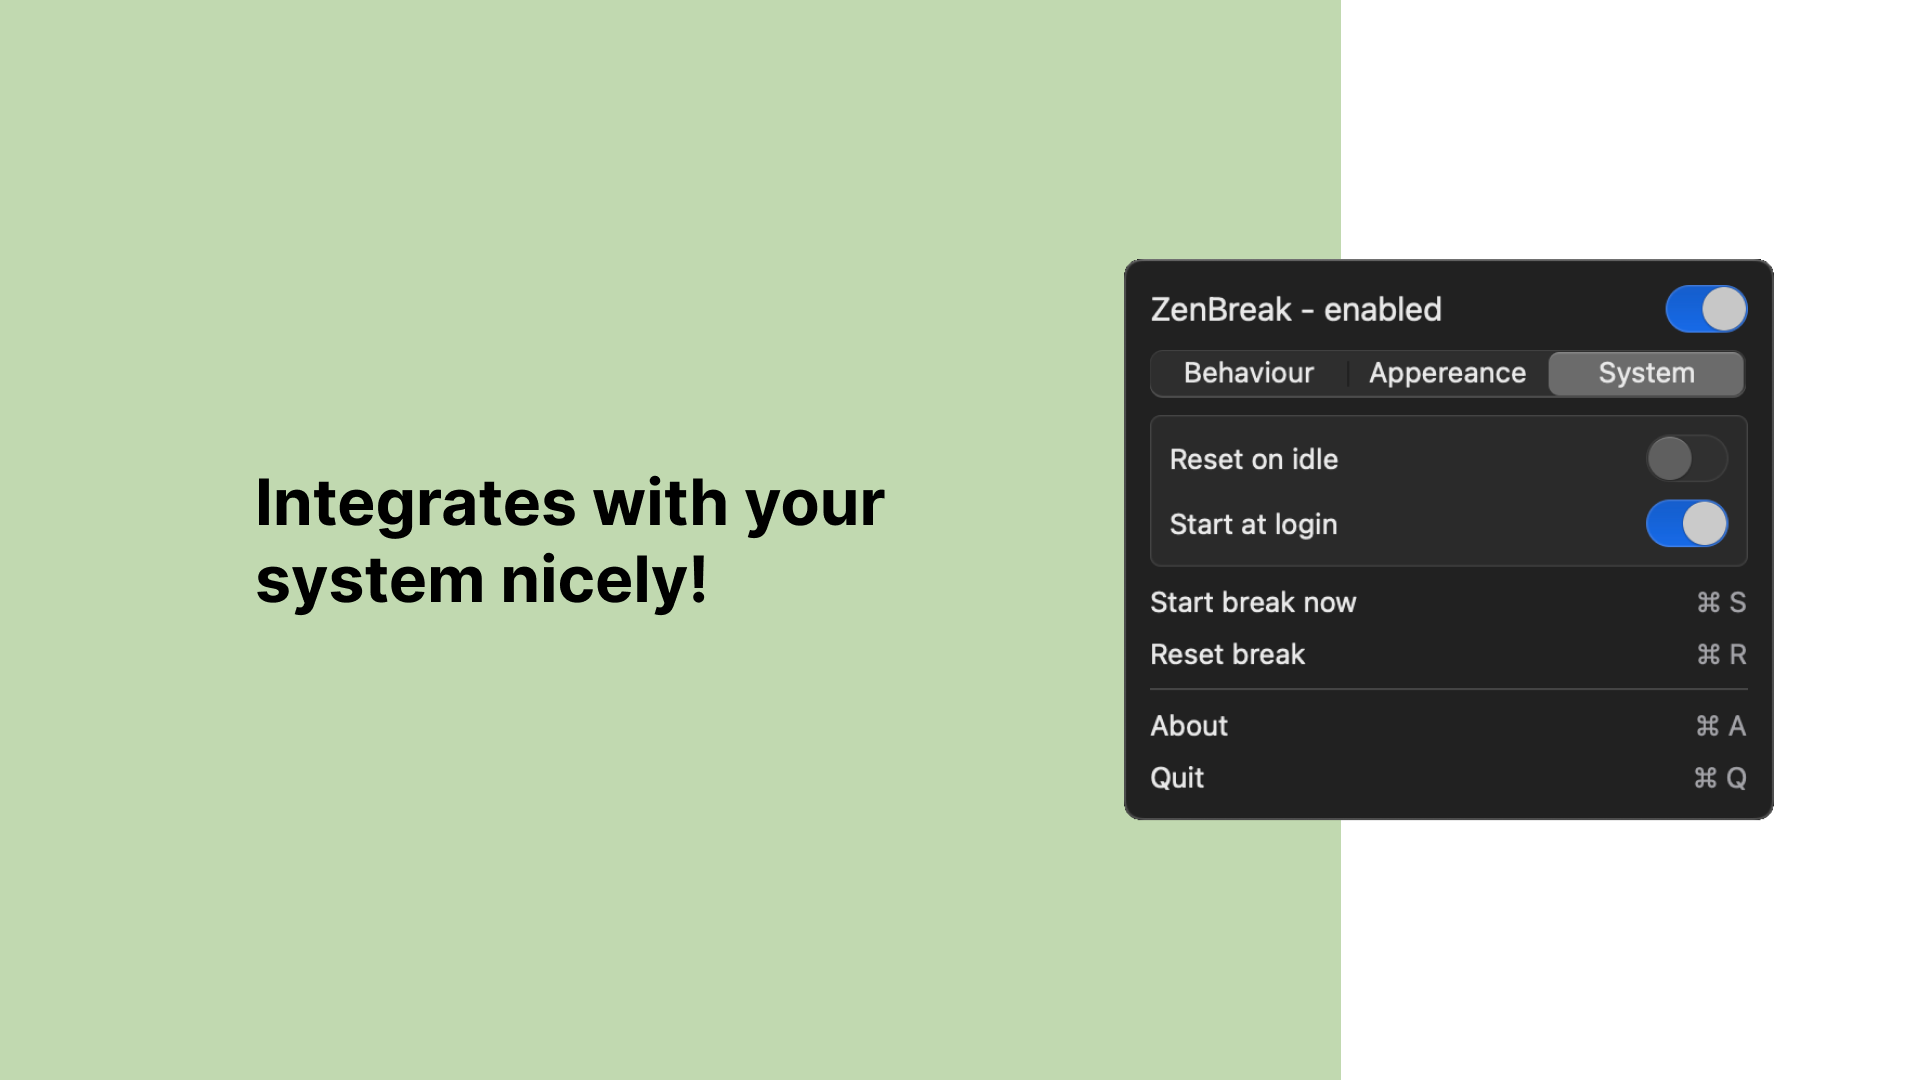 Integrates with your
system nicely!
ZenBreak - enabled
Behaviour Appereance System
Reset on idle
Start at login
Start break now ⌘ S
Reset break ⌘ R
About ⌘ A
Quit ⌘ Q